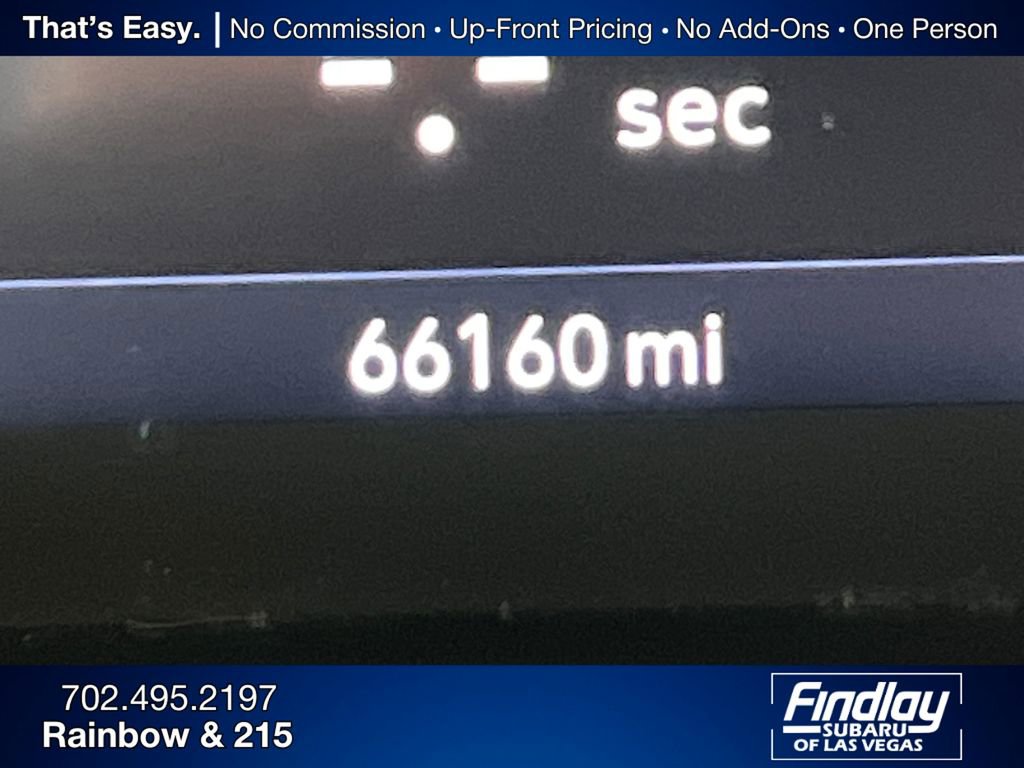 That's Easy. | No Commission • Up-Front Pricing • No Add-Ons • One Person
--.-- sec
66160 mi
702.495.2197
Rainbow & 215
Findlay
SUBARU
OF LAS VEGAS